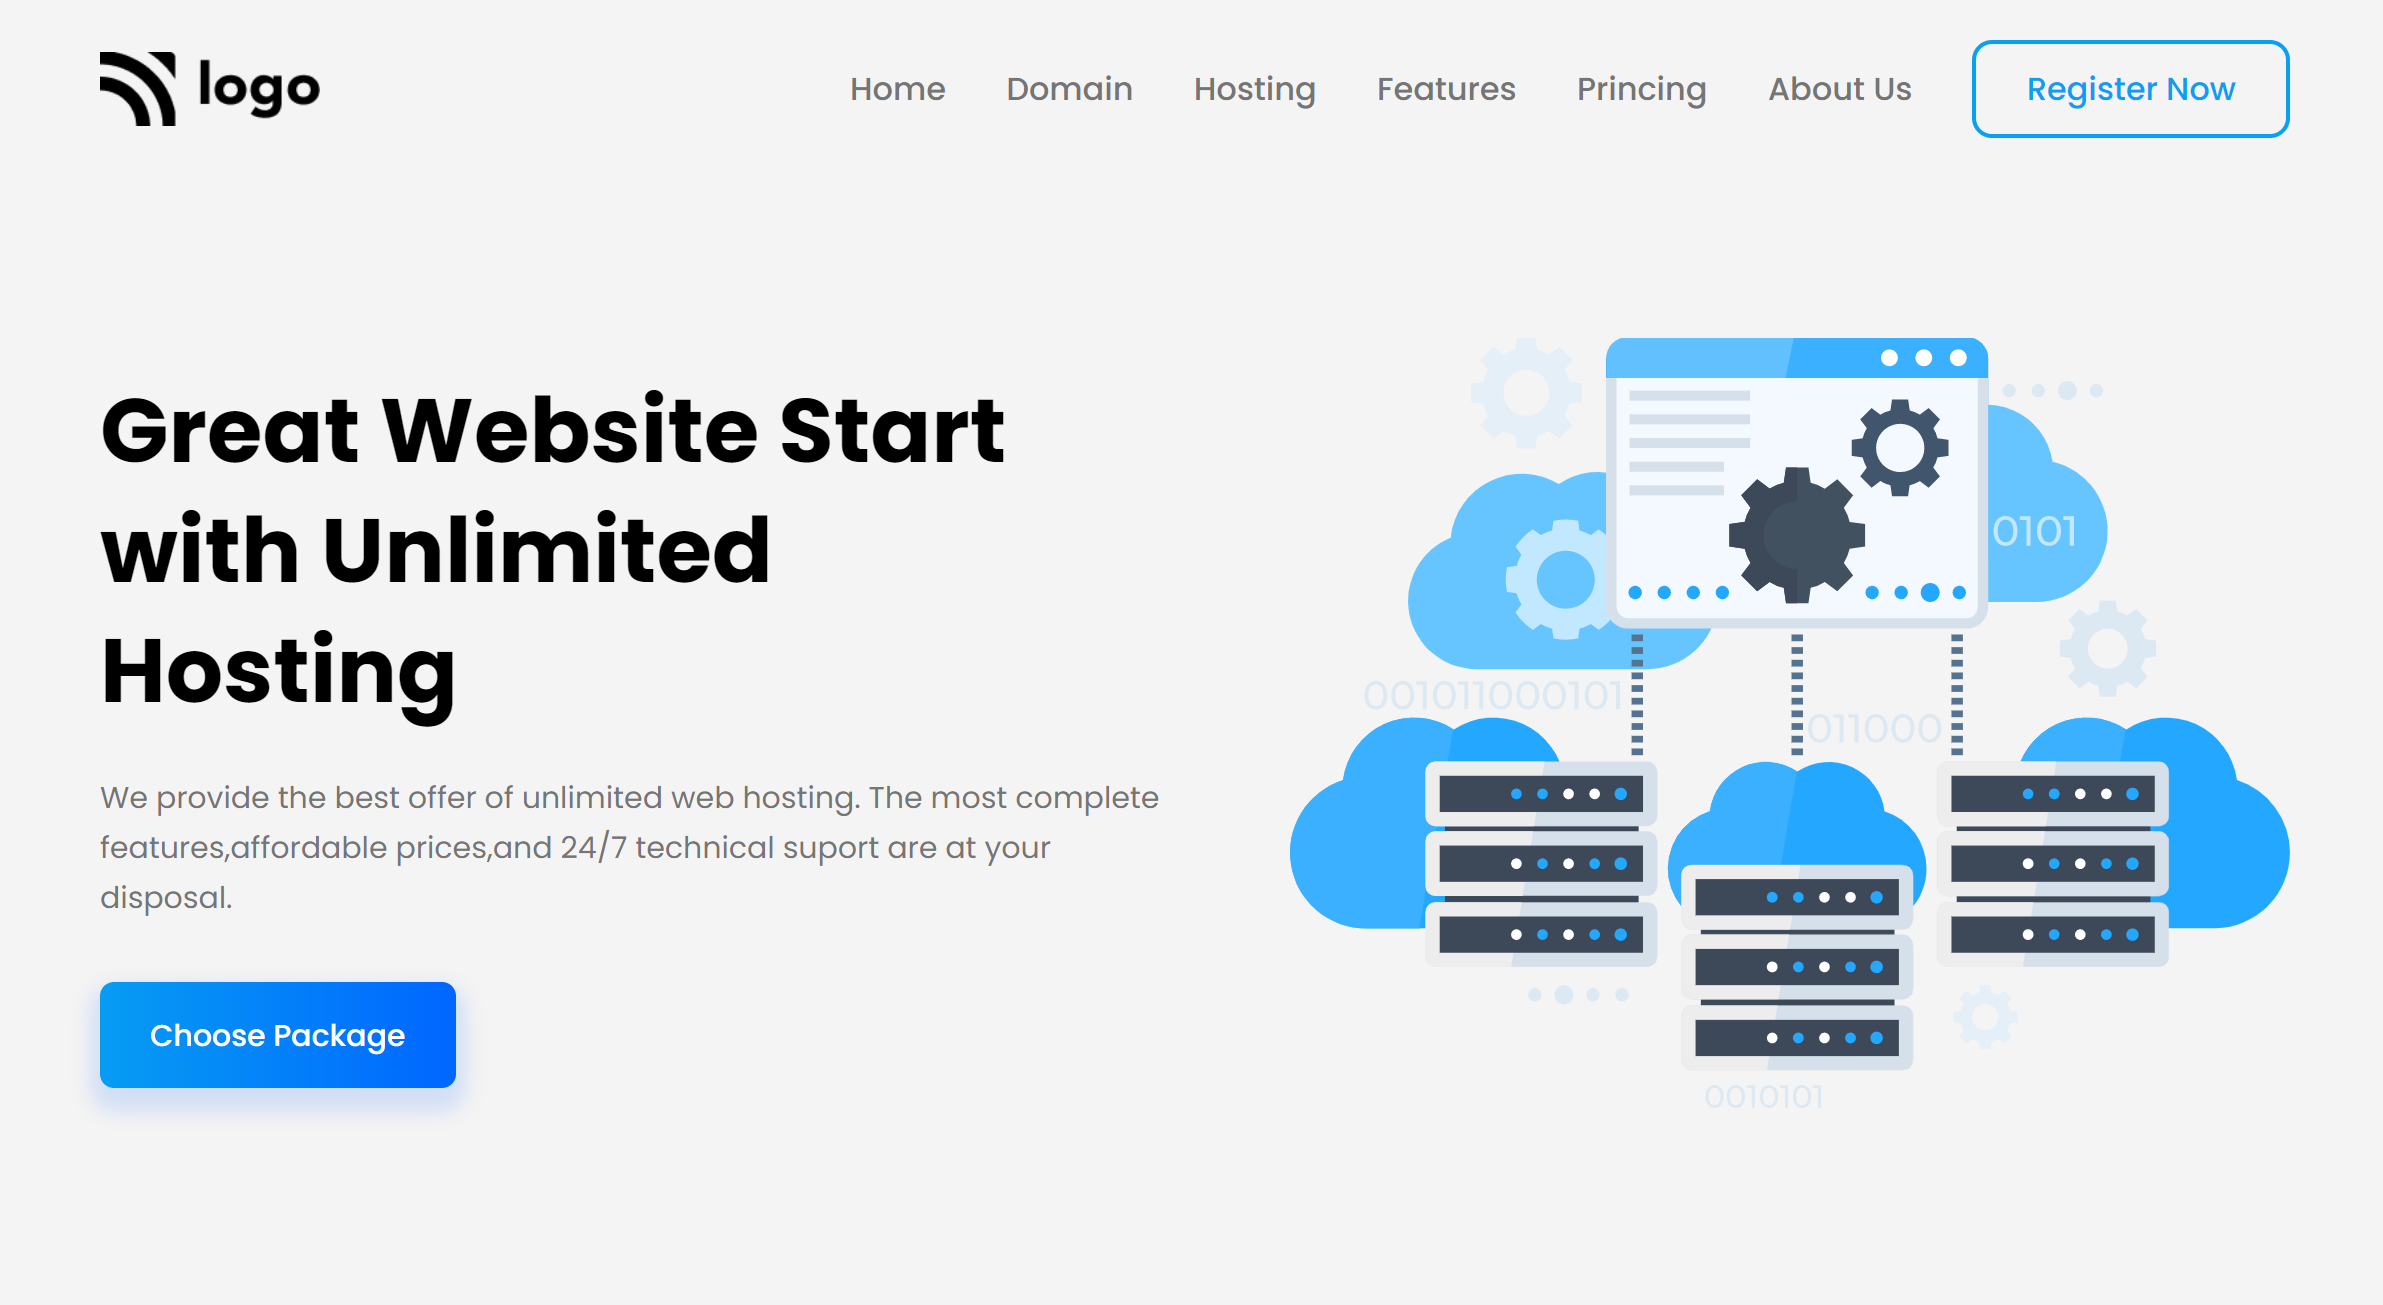 logo
Home Domain Hosting Features Princing About Us Register Now
Great Website Start
with Unlimited
Hosting
We provide the best offer of unlimited web hosting. The most complete
features,affordable prices,and 24/7 technical suport are at your
disposal.
Choose Package
0101
001011000101
011000
0010101